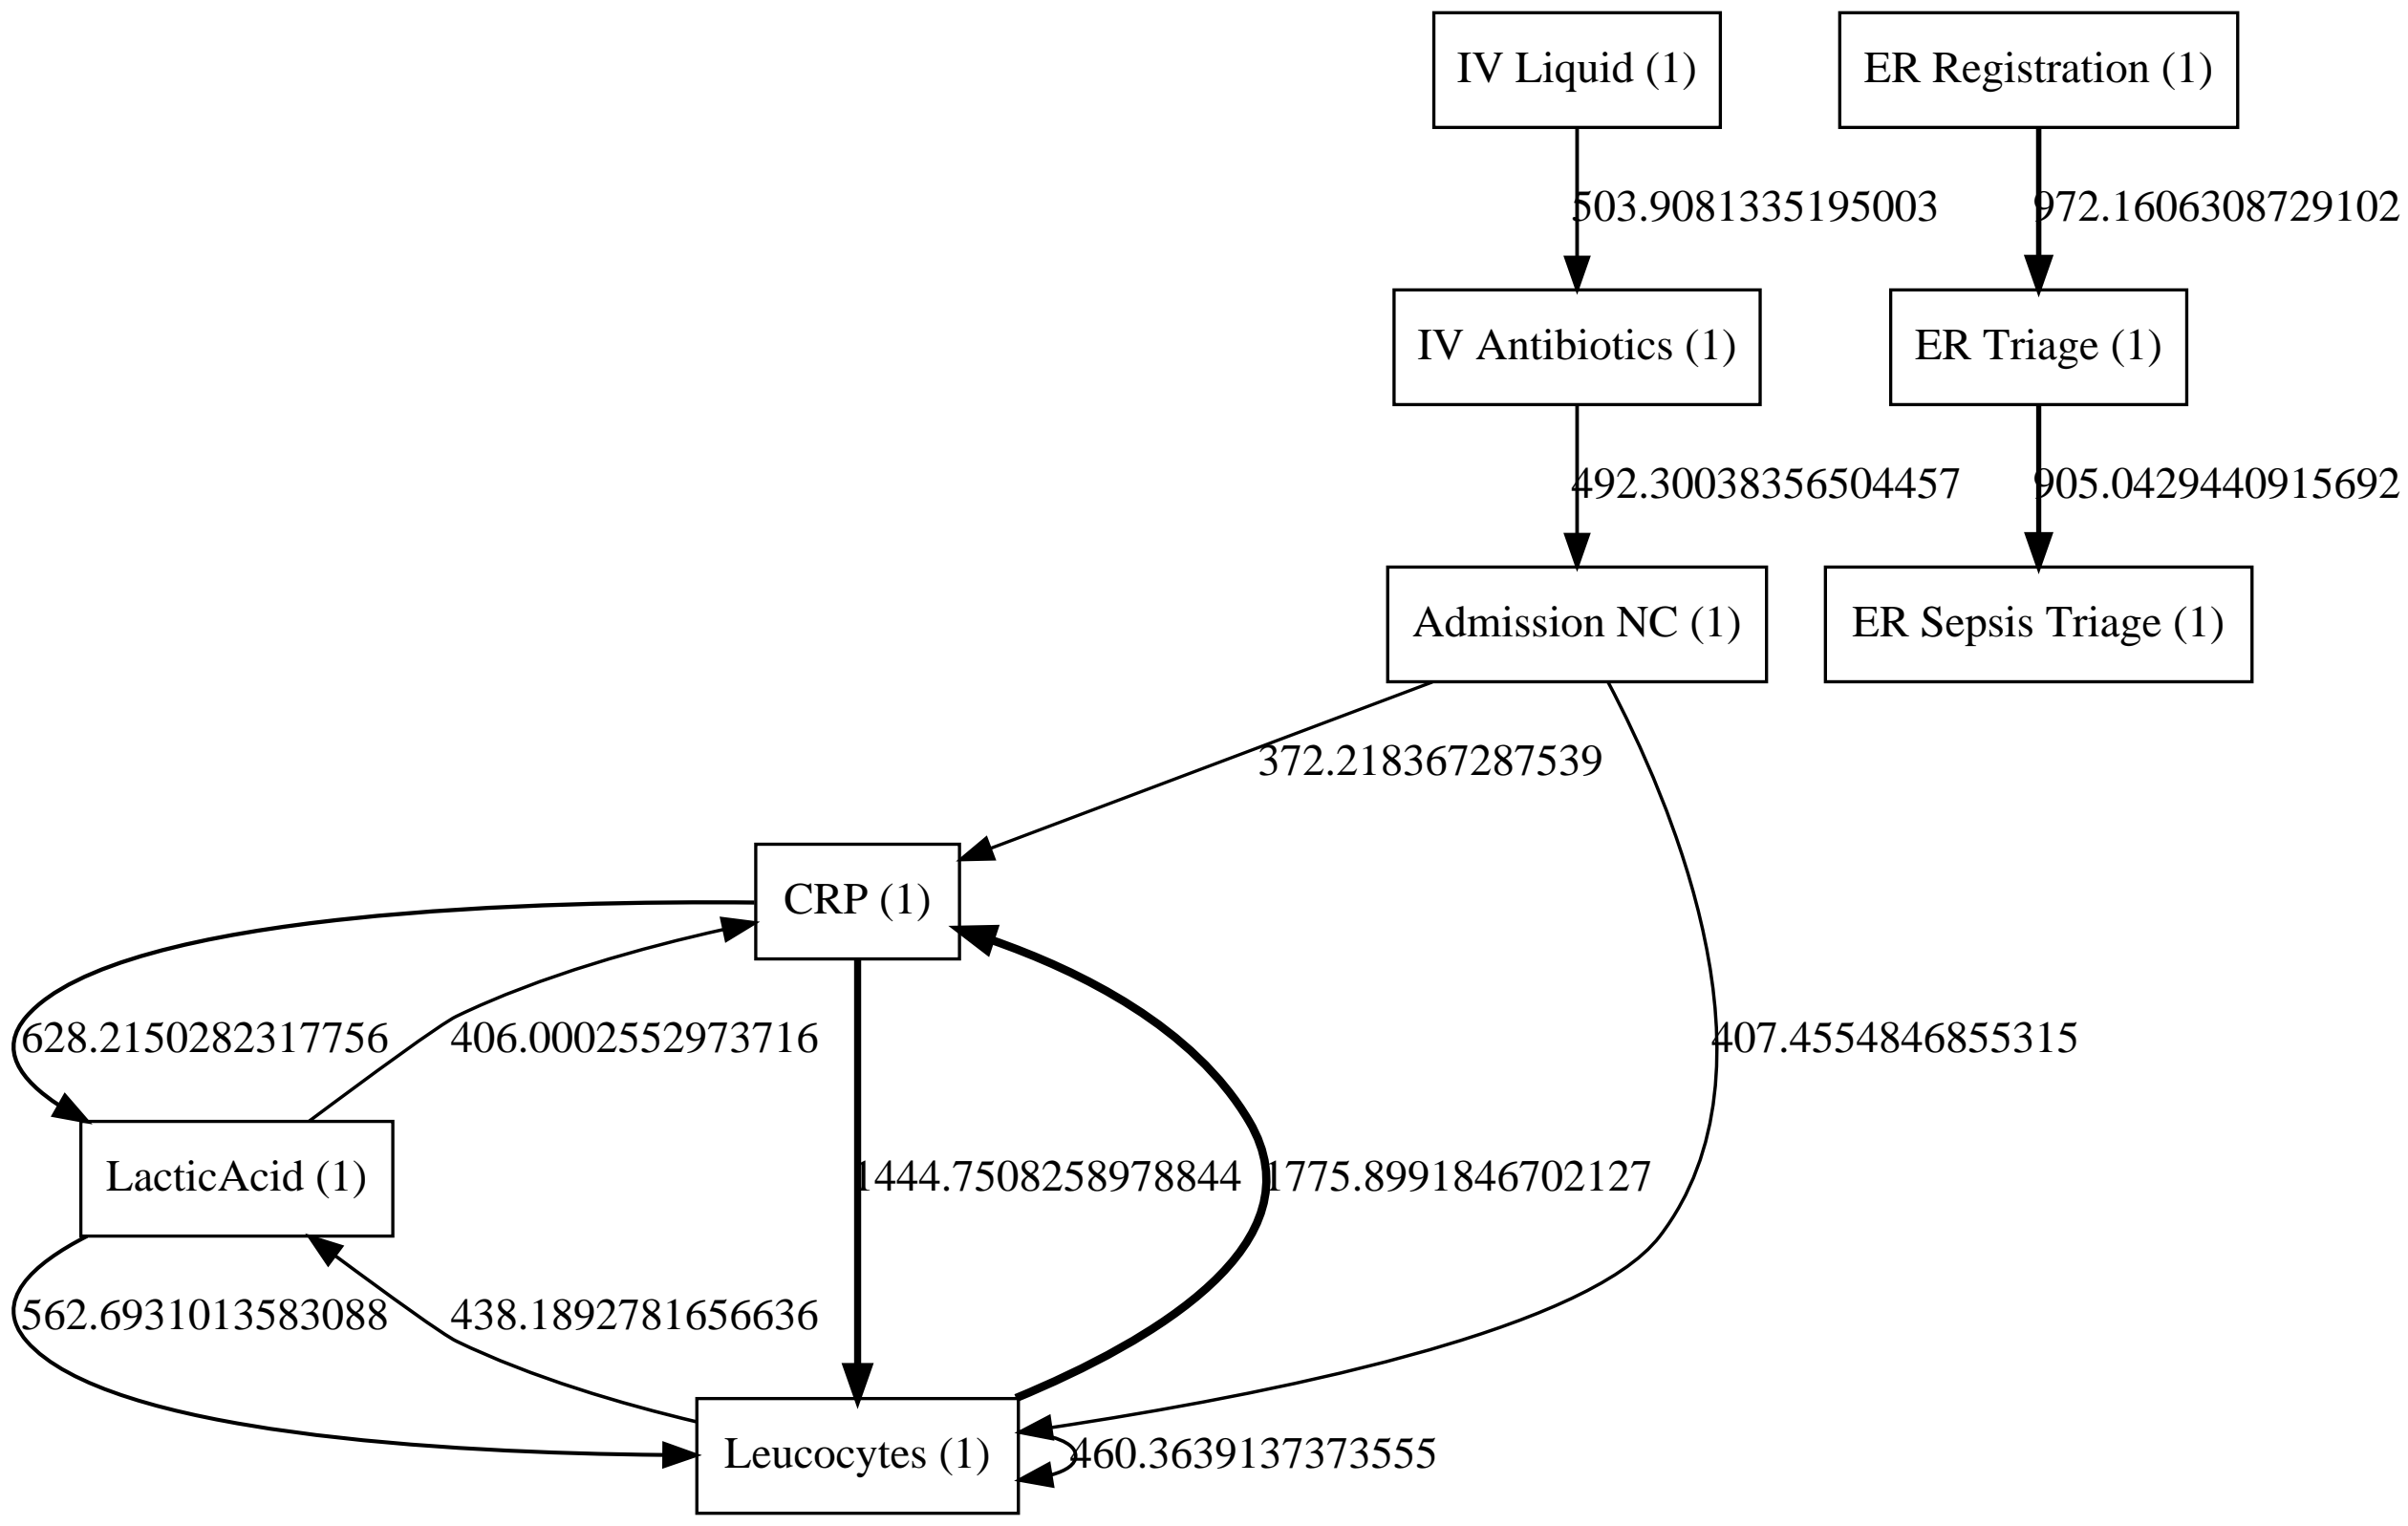 IV Liquid (1)
ER Registration (1)
503.9081335195003
972.1606308729102
IV Antibiotics (1)
ER Triage (1)
492.30038356504457
905.0429440915692
Admission NC (1)
ER Sepsis Triage (1)
372.218367287539
CRP (1)
628.2150282317756
406.0002552973716
407.4554846855315
LacticAcid (1)
1444.7508258978844
1775.8991846702127
562.6931013583088
438.1892781656636
Leucocytes (1)
460.3639137373555